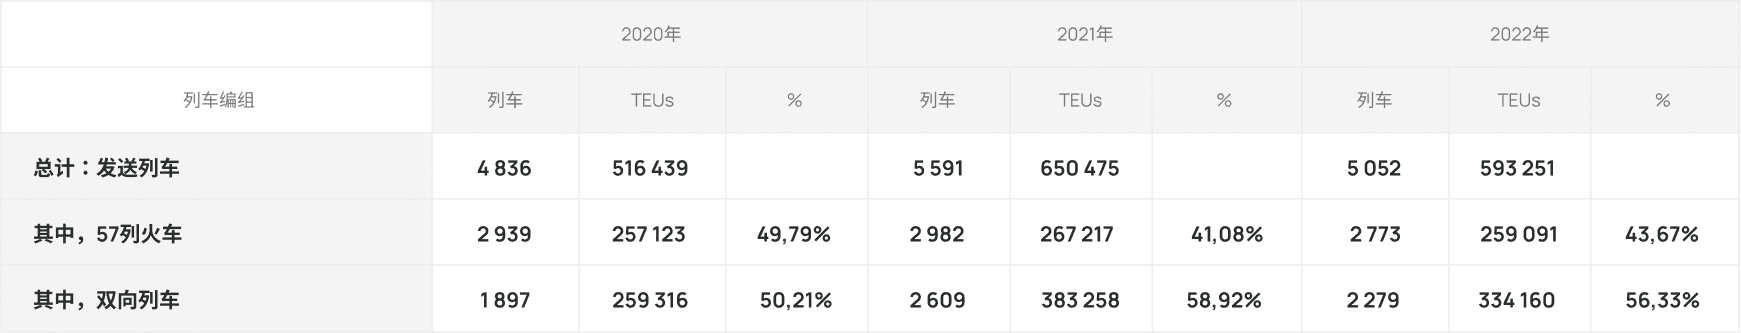 2020年 2021年 2022年
列车编组 列车 TEUs % 列车 TEUs % 列车 TEUs %
总计：发送列车 4 836 516 439 5 591 650 475 5 052 593 251
其中，57列火车 2 939 257 123 49,79% 2 982 267 217 41,08% 2 773 259 091 43,67%
其中，双向列车 1 897 259 316 50,21% 2 609 383 258 58,92% 2 279 334 160 56,33%